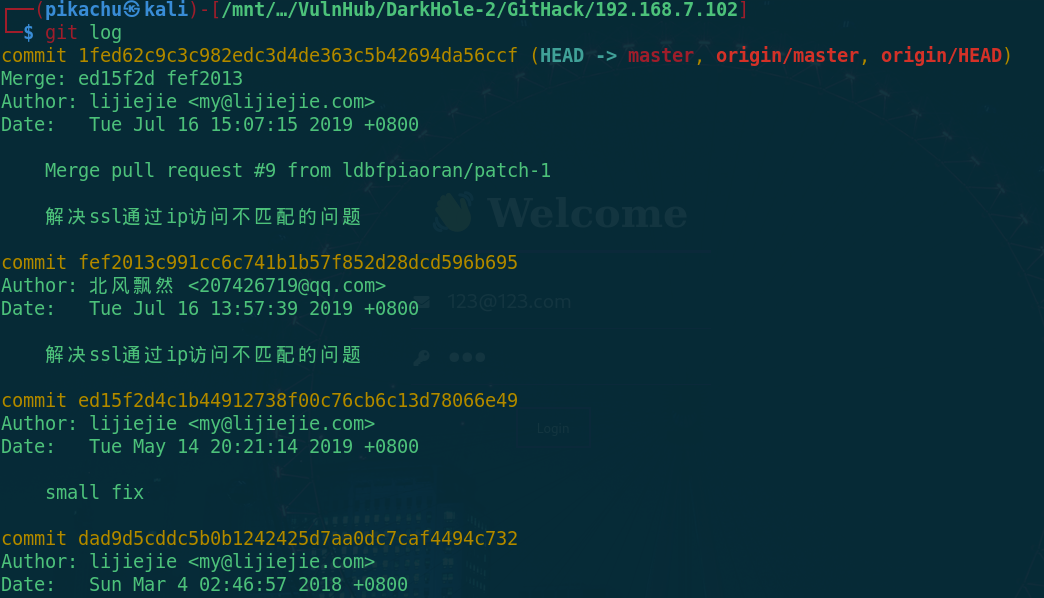 (pikachu㉿kali)-[/mnt/…/VulnHub/DarkHole-2/GitHack/192.168.7.102]
$ git log
commit 1fed62c9c3c982edc3d4de363c5b42694da56ccf (HEAD -> master, origin/master, origin/HEAD)
Merge: ed15f2d fef2013
Author: lijiejie <my@lijiejie.com>
Date:   Tue Jul 16 15:07:15 2019 +0800
Merge pull request #9 from ldbfpiaoran/patch-1
解决ssl通过ip访问不匹配的问题
Welcome
commit fef2013c991cc6c741b1b57f852d28dcd596b695
Author: 北风飘然 <207426719@qq.com>
123@123.com
Date:   Tue Jul 16 13:57:39 2019 +0800
解决ssl通过ip访问不匹配的问题
commit ed15f2d4c1b44912738f00c76cb6c13d78066e49
Author: lijiejie <my@lijiejie.com>
Login
Date:   Tue May 14 20:21:14 2019 +0800
small fix
commit dad9d5cddc5b0b1242425d7aa0dc7caf4494c732
Author: lijiejie <my@lijiejie.com>
Date:   Sun Mar 4 02:46:57 2018 +0800